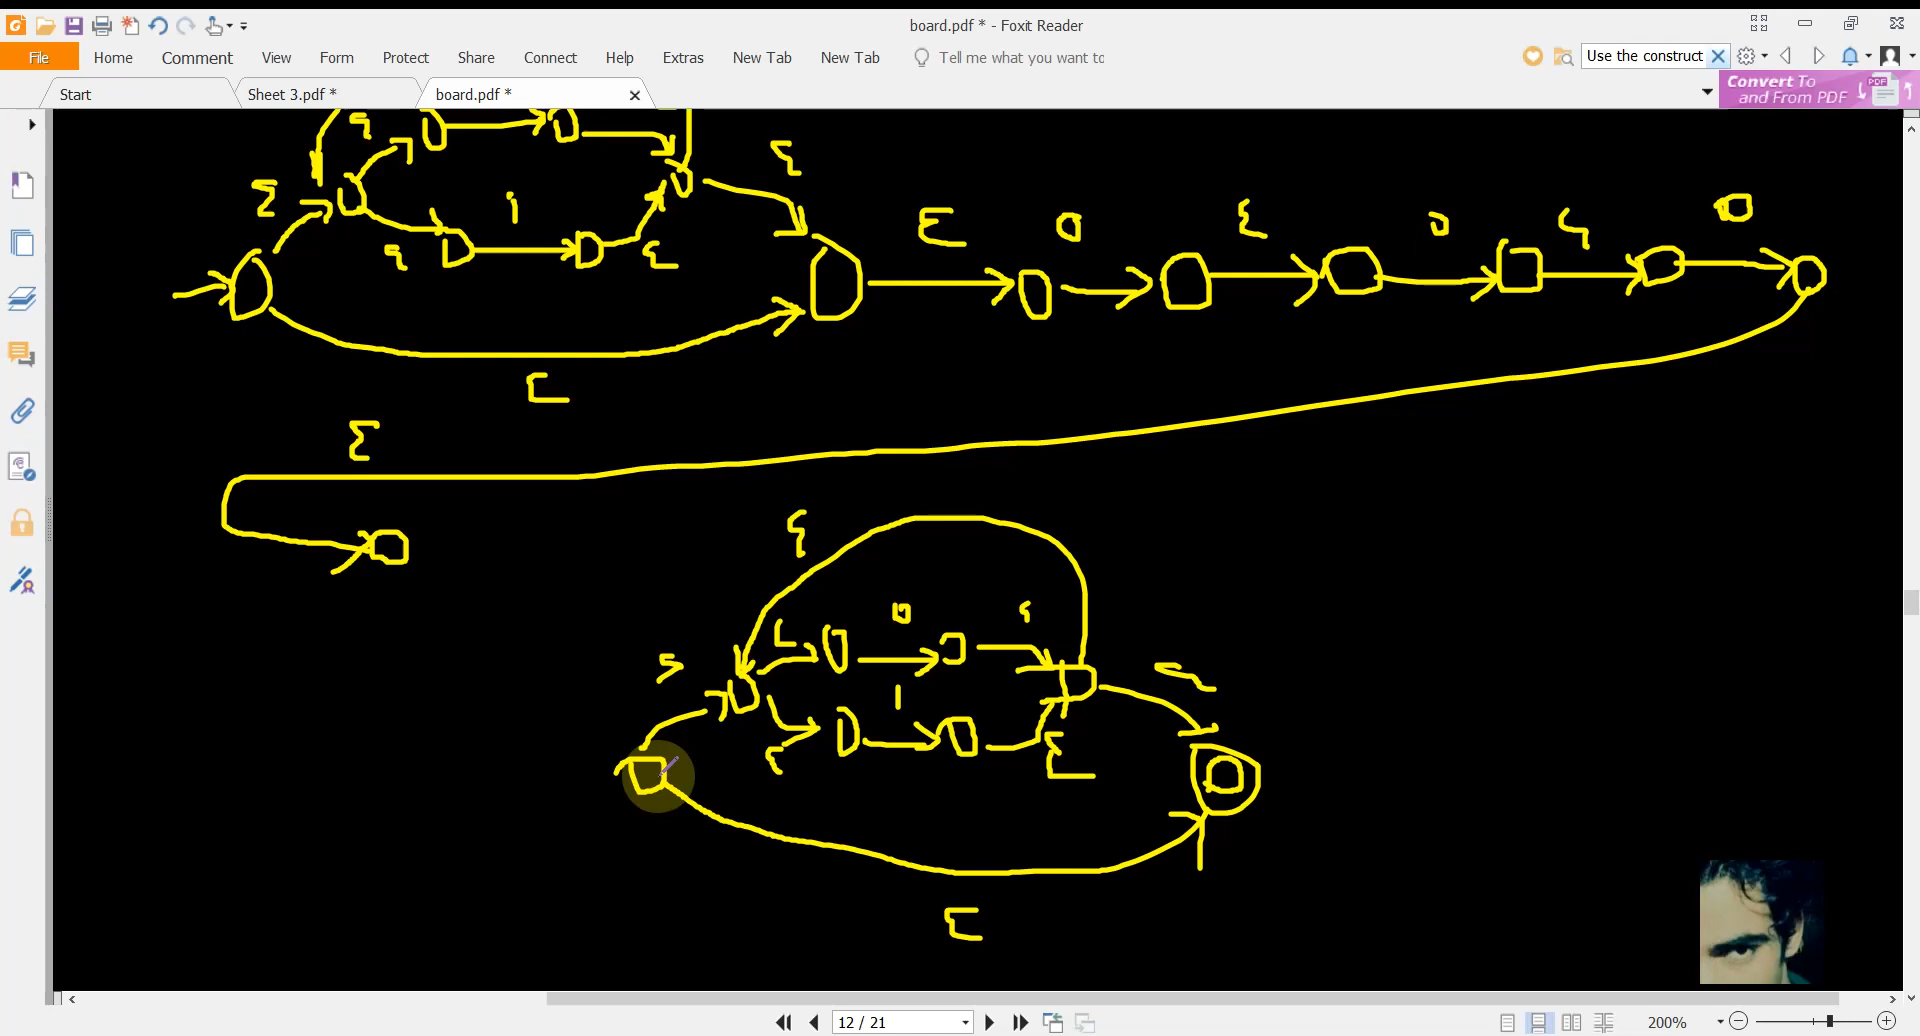 board.pdf * - Foxit Reader
File Home Comment View Form Protect Share Connect Help Extras New Tab New Tab Tell me what you want to
Use the construct
Start Sheet 3.pdf * board.pdf *
Convert To
and From PDF
PDF
ε
ε
Σ
i
ε
ε
Ɛ 0 ε 0 0
ε
Σ
ε
0
1
ε
ε
12 / 21
200%